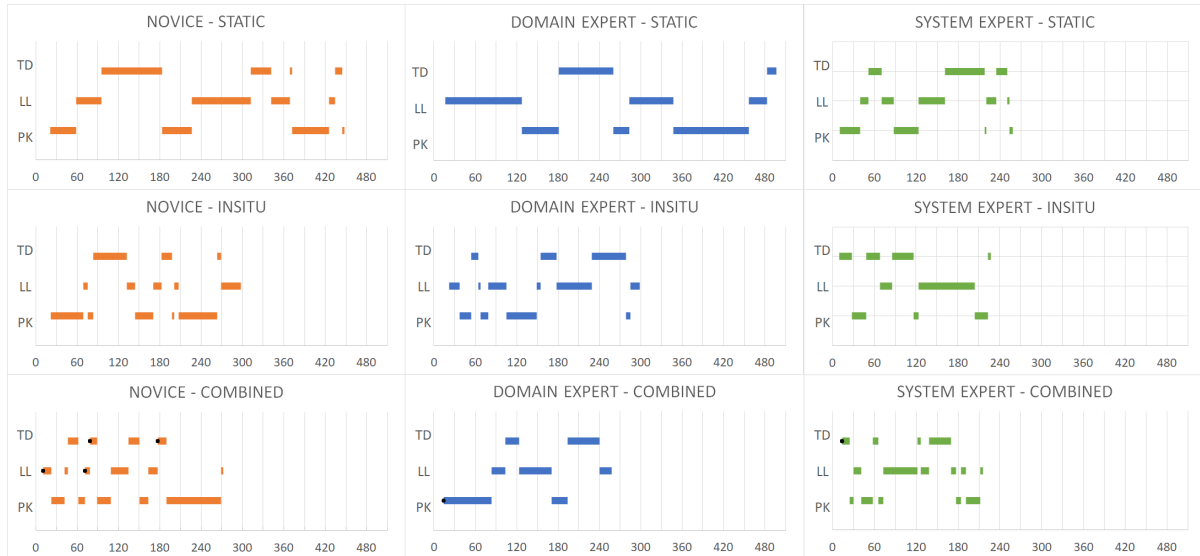 NOVICE - STATIC
TD
LL
PK
0 60 120 180 240 300 360 420 480
DOMAIN EXPERT - STATIC
TD
LL
PK
0 60 120 180 240 300 360 420 480
SYSTEM EXPERT - STATIC
TD
LL
PK
0 60 120 180 240 300 360 420 480
NOVICE - INSITU
TD
LL
PK
0 60 120 180 240 300 360 420 480
DOMAIN EXPERT - INSITU
TD
LL
PK
0 60 120 180 240 300 360 420 480
SYSTEM EXPERT - INSITU
TD
LL
PK
0 60 120 180 240 300 360 420 480
NOVICE - COMBINED
TD
LL
PK
0 60 120 180 240 300 360 420 480
DOMAIN EXPERT - COMBINED
TD
LL
PK
0 60 120 180 240 300 360 420 480
SYSTEM EXPERT - COMBINED
TD
LL
PK
0 60 120 180 240 300 360 420 480